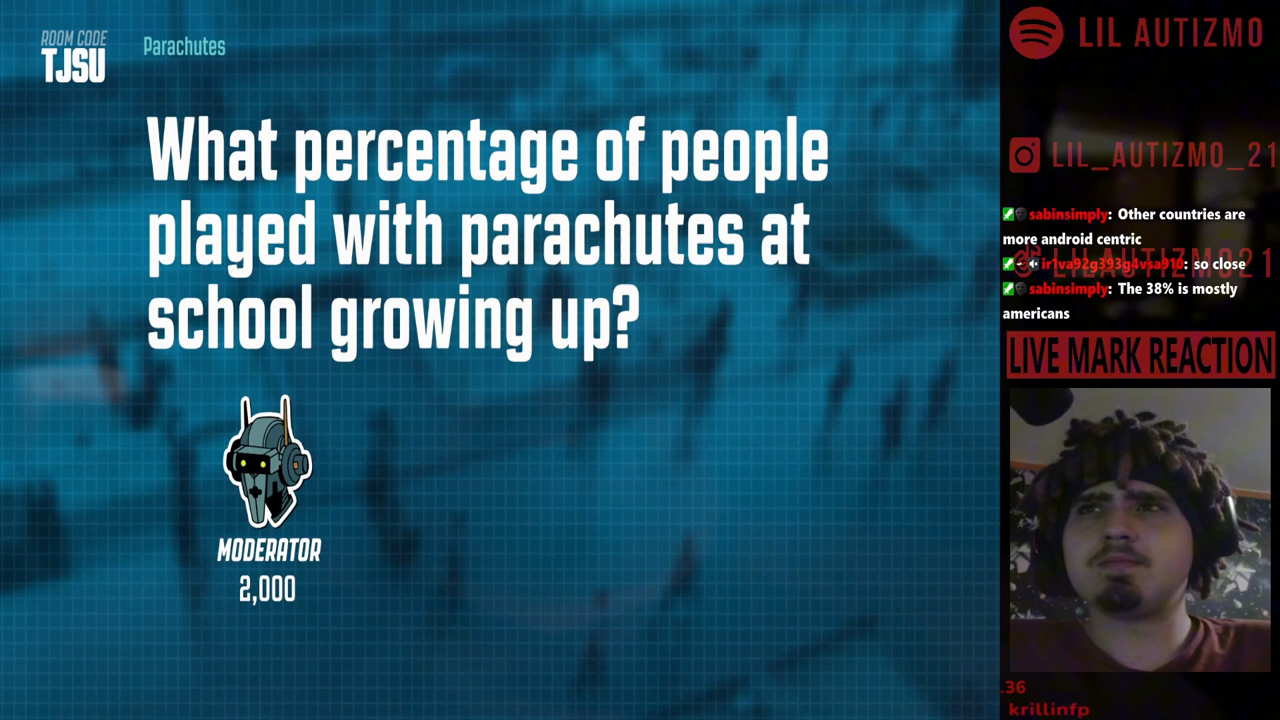 ROOM CODE
TJSU
Parachutes
What percentage of people
played with parachutes at
school growing up?
MODERATOR
2,000
LIL AUTIZMO
LIL_AUTIZMO_21
sabinsimply: Other countries are
more android centric
LILAUTIZMO21
ir1va92g393g4vsa910: so close
sabinsimply: The 38% is mostly
americans
LIVE MARK REACTION
.36
krillinfp